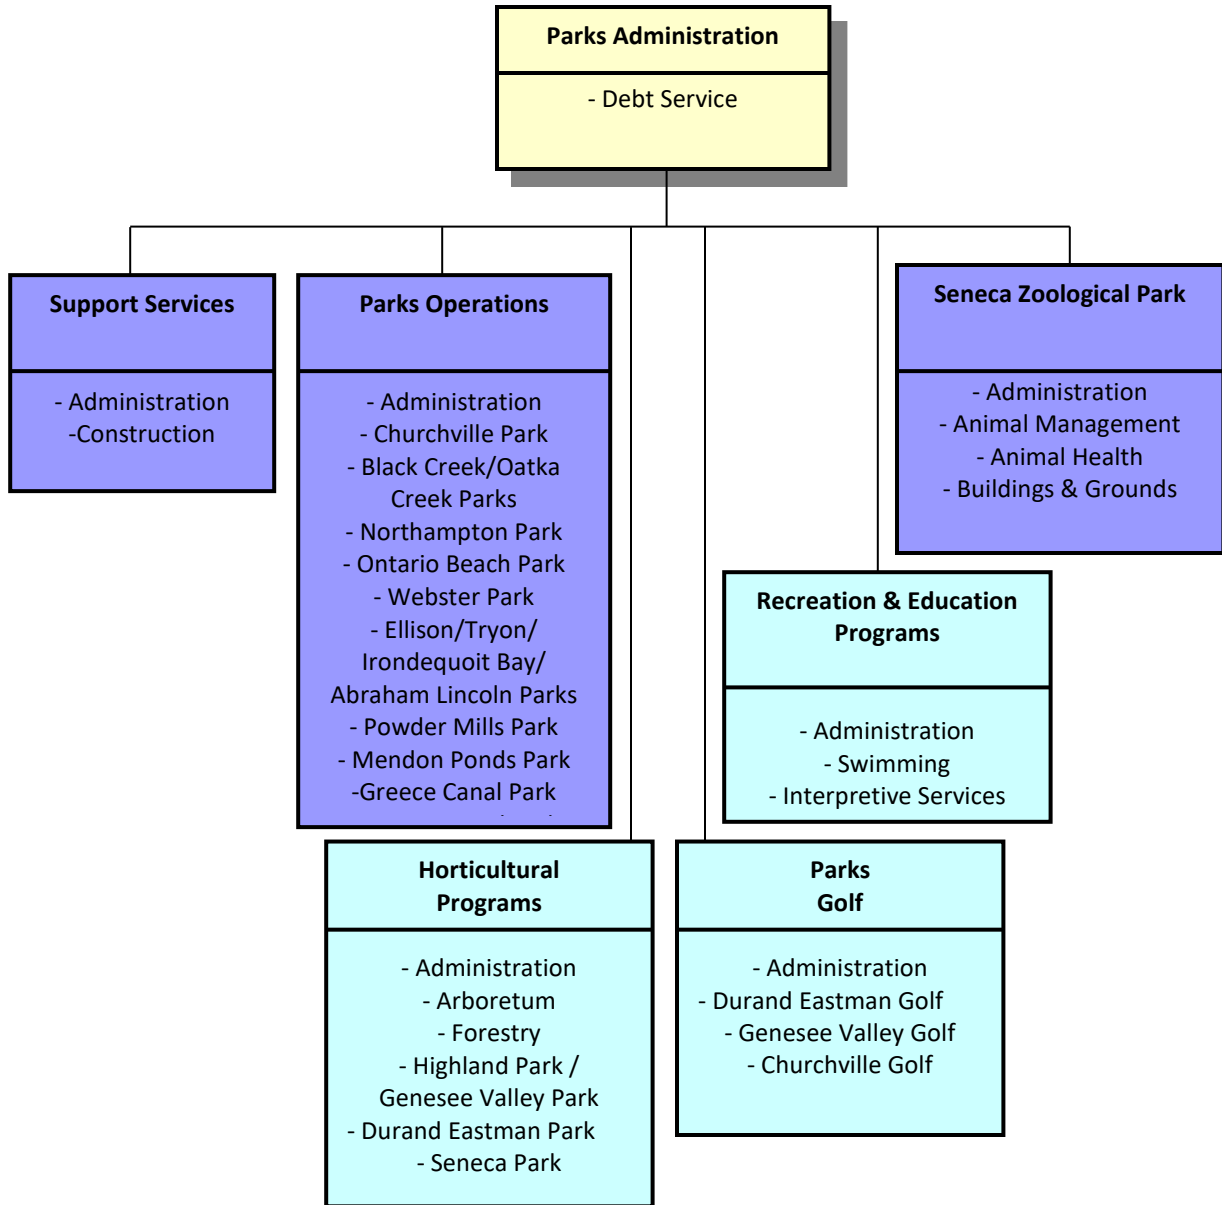 Parks Administration
- Debt Service
Support Services
- Administration
-Construction
Parks Operations
- Administration
- Churchville Park
- Black Creek/Oatka
Creek Parks
- Northampton Park
- Ontario Beach Park
- Webster Park
- Ellison/Tryon/
Irondequoit Bay/
Abraham Lincoln Parks
- Powder Mills Park
- Mendon Ponds Park
-Greece Canal Park
Seneca Zoological Park
- Administration
- Animal Management
- Animal Health
- Buildings & Grounds
Recreation & Education
Programs
- Administration
- Swimming
- Interpretive Services
Horticultural
Programs
- Administration
- Arboretum
- Forestry
- Highland Park /
Genesee Valley Park
- Durand Eastman Park
- Seneca Park
Parks
Golf
- Administration
- Durand Eastman Golf
- Genesee Valley Golf
- Churchville Golf